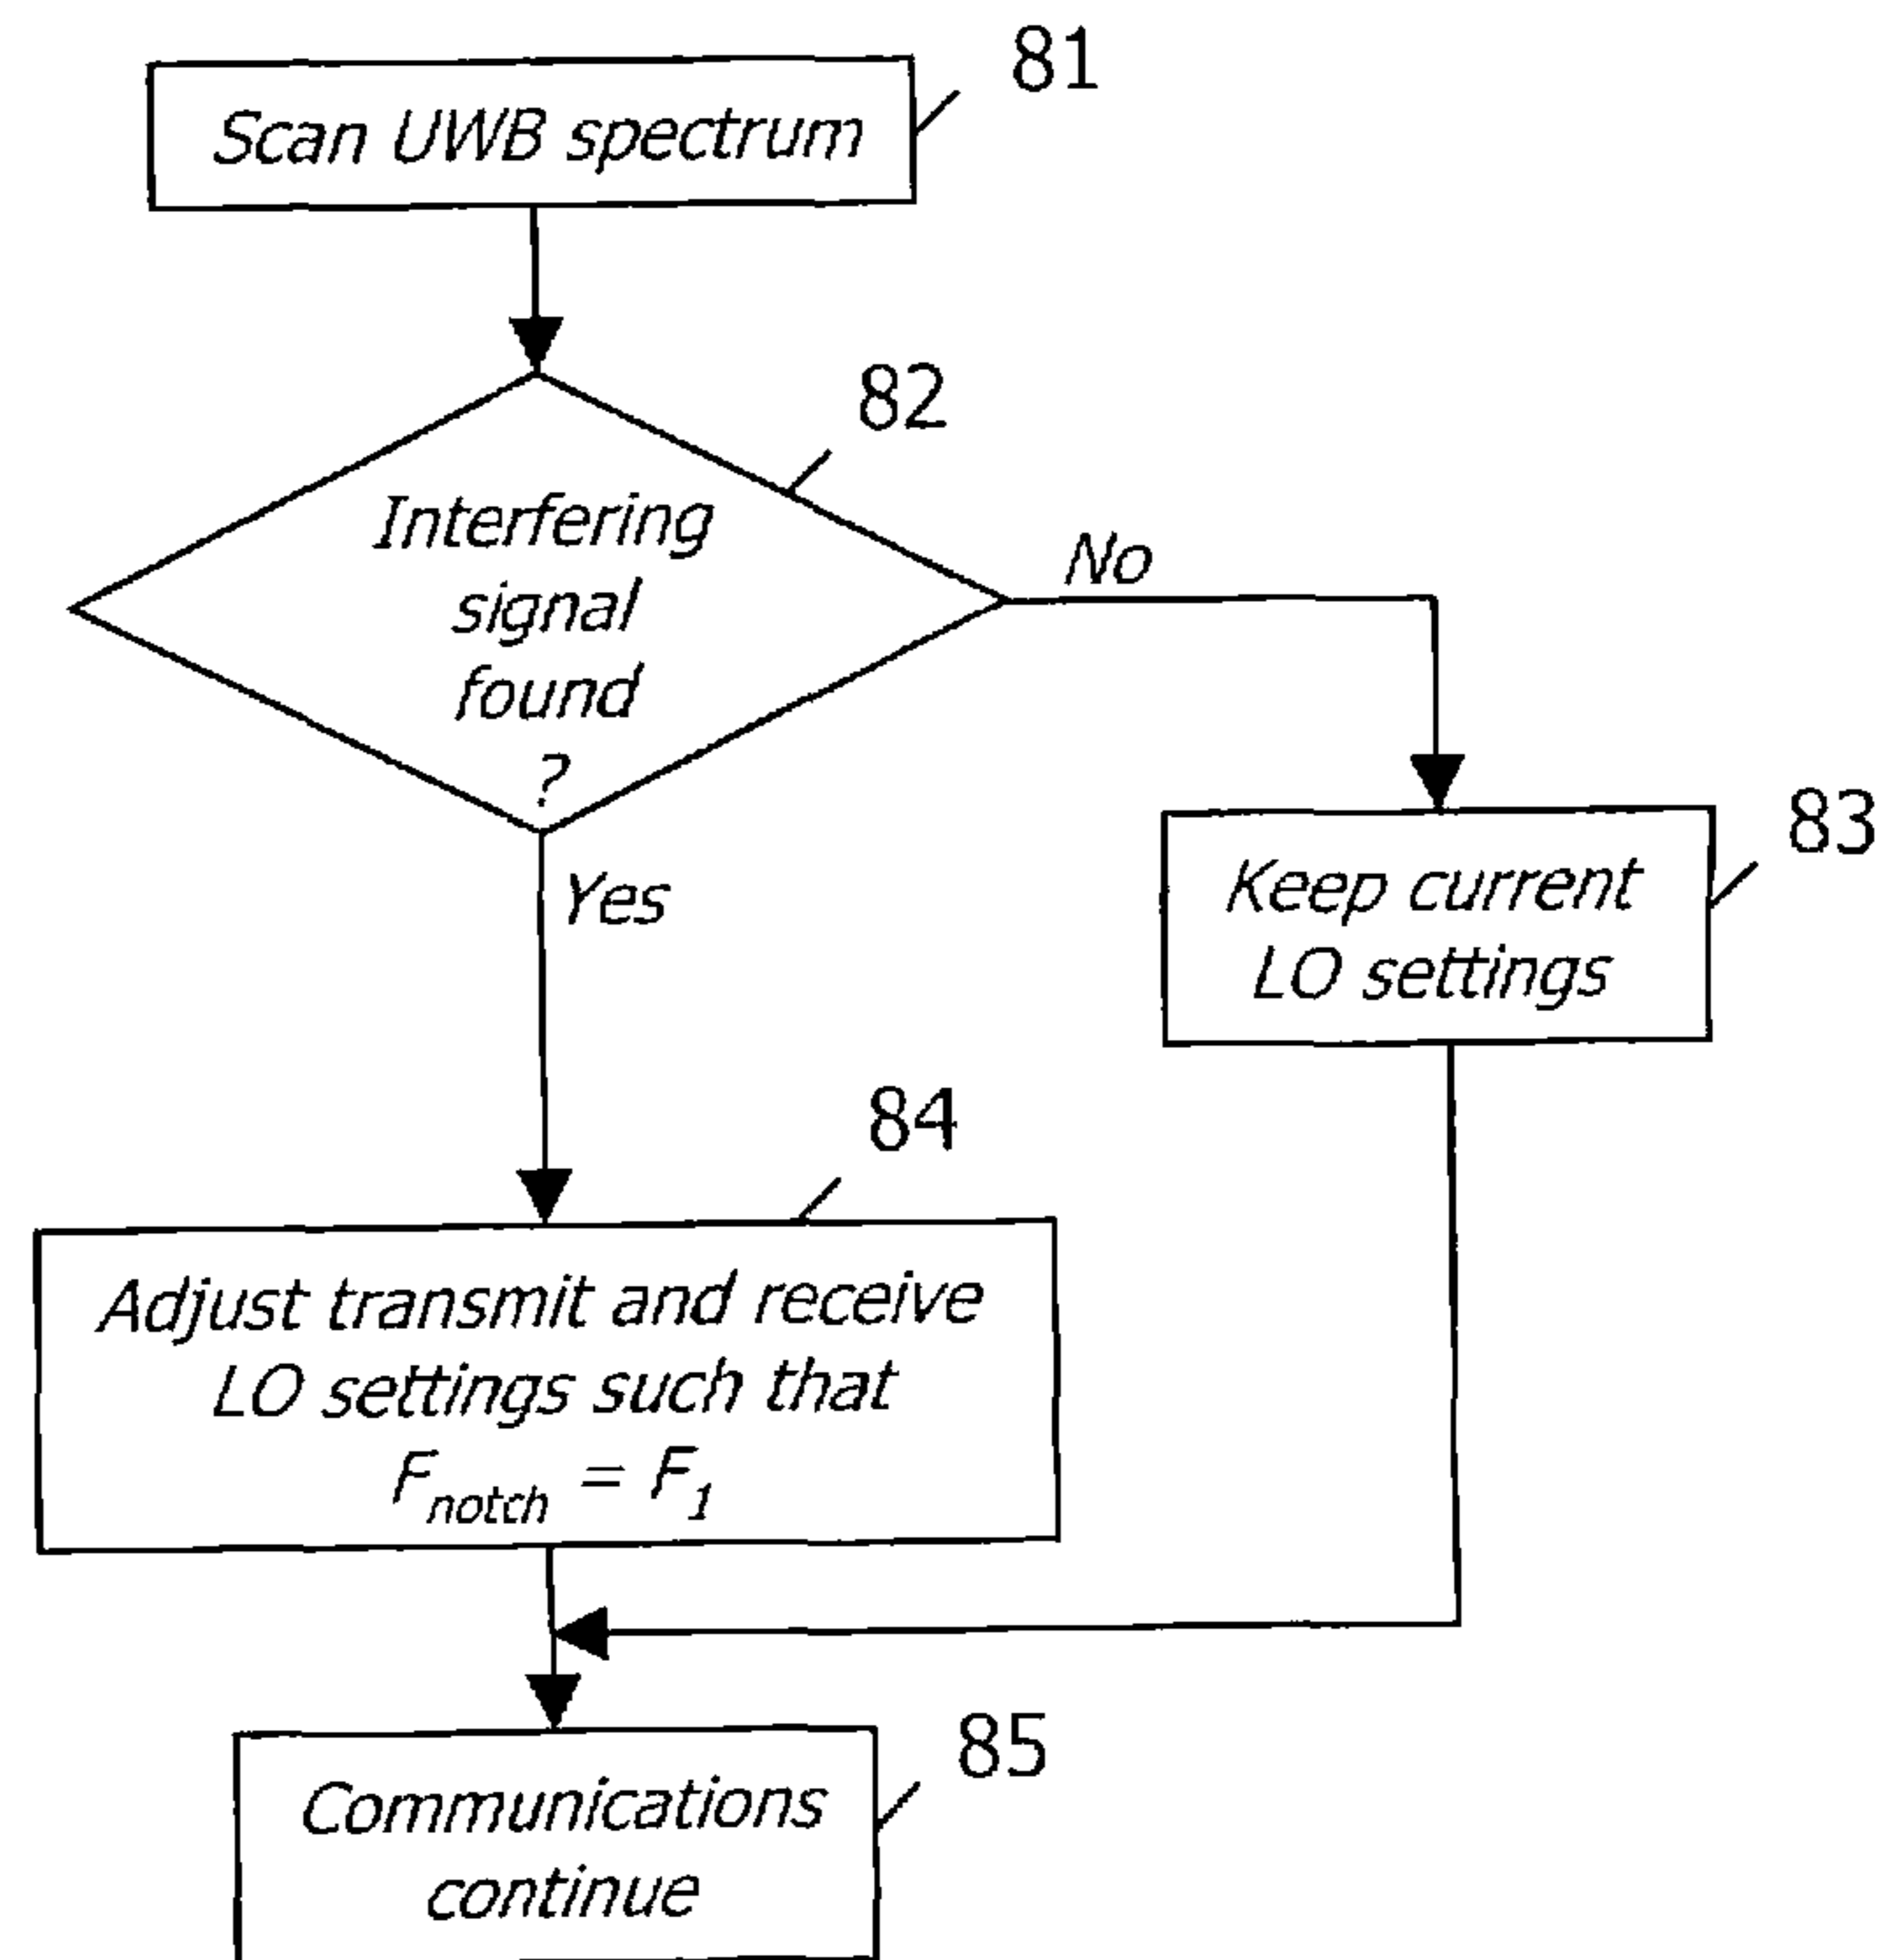 81
Scan UWB spectrum
82
Interfering
signal
found
?
No
Yes
83
Keep current
LO settings
84
Adjust transmit and receive
LO settings such that
F_notch = F_1
85
Communications
continue